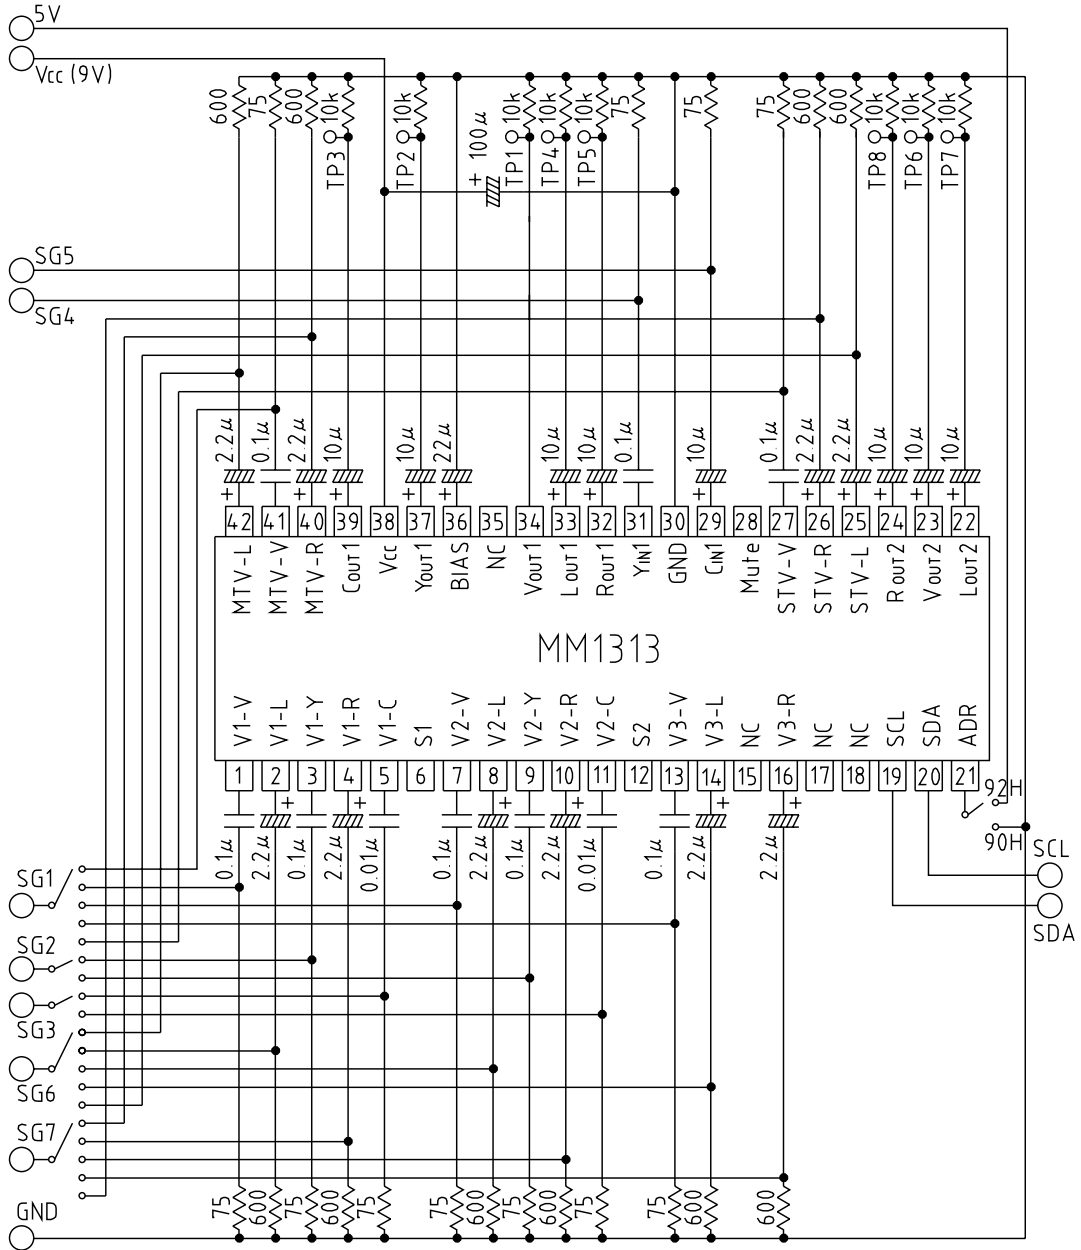 5V
Vcc (9V)
600
75
600
10k
10k
10k
10k
10k
75
75
75
600
600
10k
10k
10k
TP3
TP2
+ 100μ
TP1
TP4
TP5
TP8
TP6
TP7
SG5
SG4
2.2μ
0.1μ
2.2μ
10μ
10μ
22μ
10μ
10μ
0.1μ
10μ
0.1μ
2.2μ
2.2μ
10μ
10μ
10μ
+ + + + + + + + + + + + +
42 41 40 39 38 37 36 35 34 33 32 31 30 29 28 27 26 25 24 23 22
MTV-L
MTV-V
MTV-R
COUT1
Vcc
YOUT1
BIAS
NC
VOUT1
LOUT1
ROUT1
YIN1
GND
CIN1
Mute
STV-V
STV-R
STV-L
ROUT2
VOUT2
LOUT2
MM1313
V1-V
V1-L
V1-Y
V1-R
V1-C
S1
V2-V
V2-L
V2-Y
V2-R
V2-C
S2
V3-V
V3-L
NC
V3-R
NC
NC
SCL
SDA
ADR
1 2 3 4 5 6 7 8 9 10 11 12 13 14 15 16 17 18 19 20 21
+ + + + + +
92H
90H
0.1μ
2.2μ
0.1μ
2.2μ
0.01μ
0.1μ
2.2μ
0.1μ
2.2μ
0.01μ
0.1μ
2.2μ
2.2μ
SCL
SDA
SG1
SG2
SG3
SG6
SG7
GND
75
600
75
600
75
75
600
75
600
75
75
600
600